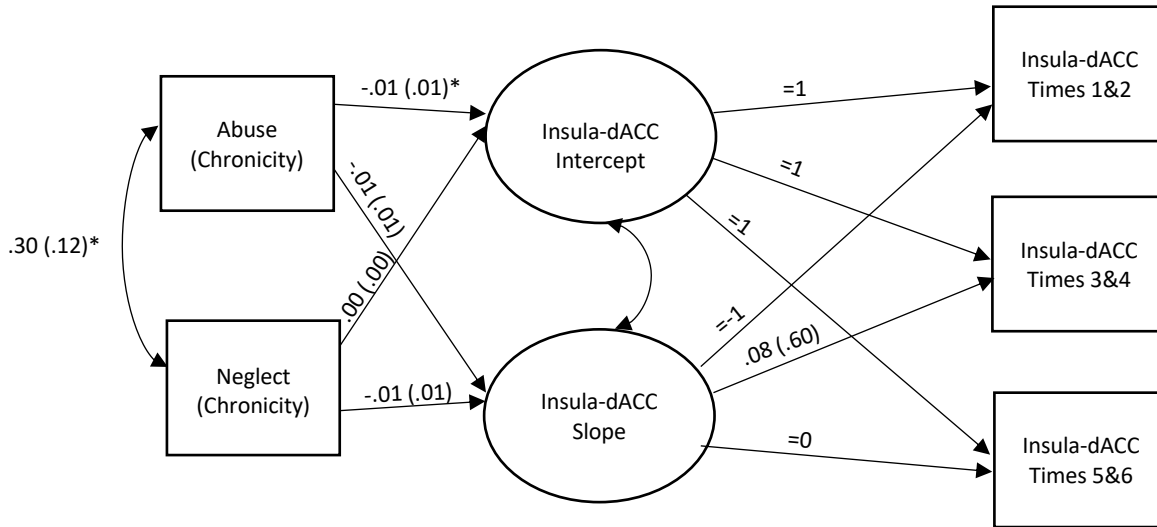 Abuse
(Chronicity)
Neglect
(Chronicity)
.30 (.12)*
-.01 (.01)*
-.01 (.01)
.00 (.00)
-.01 (.01)
Insula-dACC
Intercept
Insula-dACC
Slope
=1
=1
=1
=-1
.08 (.60)
=0
Insula-dACC
Times 1&2
Insula-dACC
Times 3&4
Insula-dACC
Times 5&6